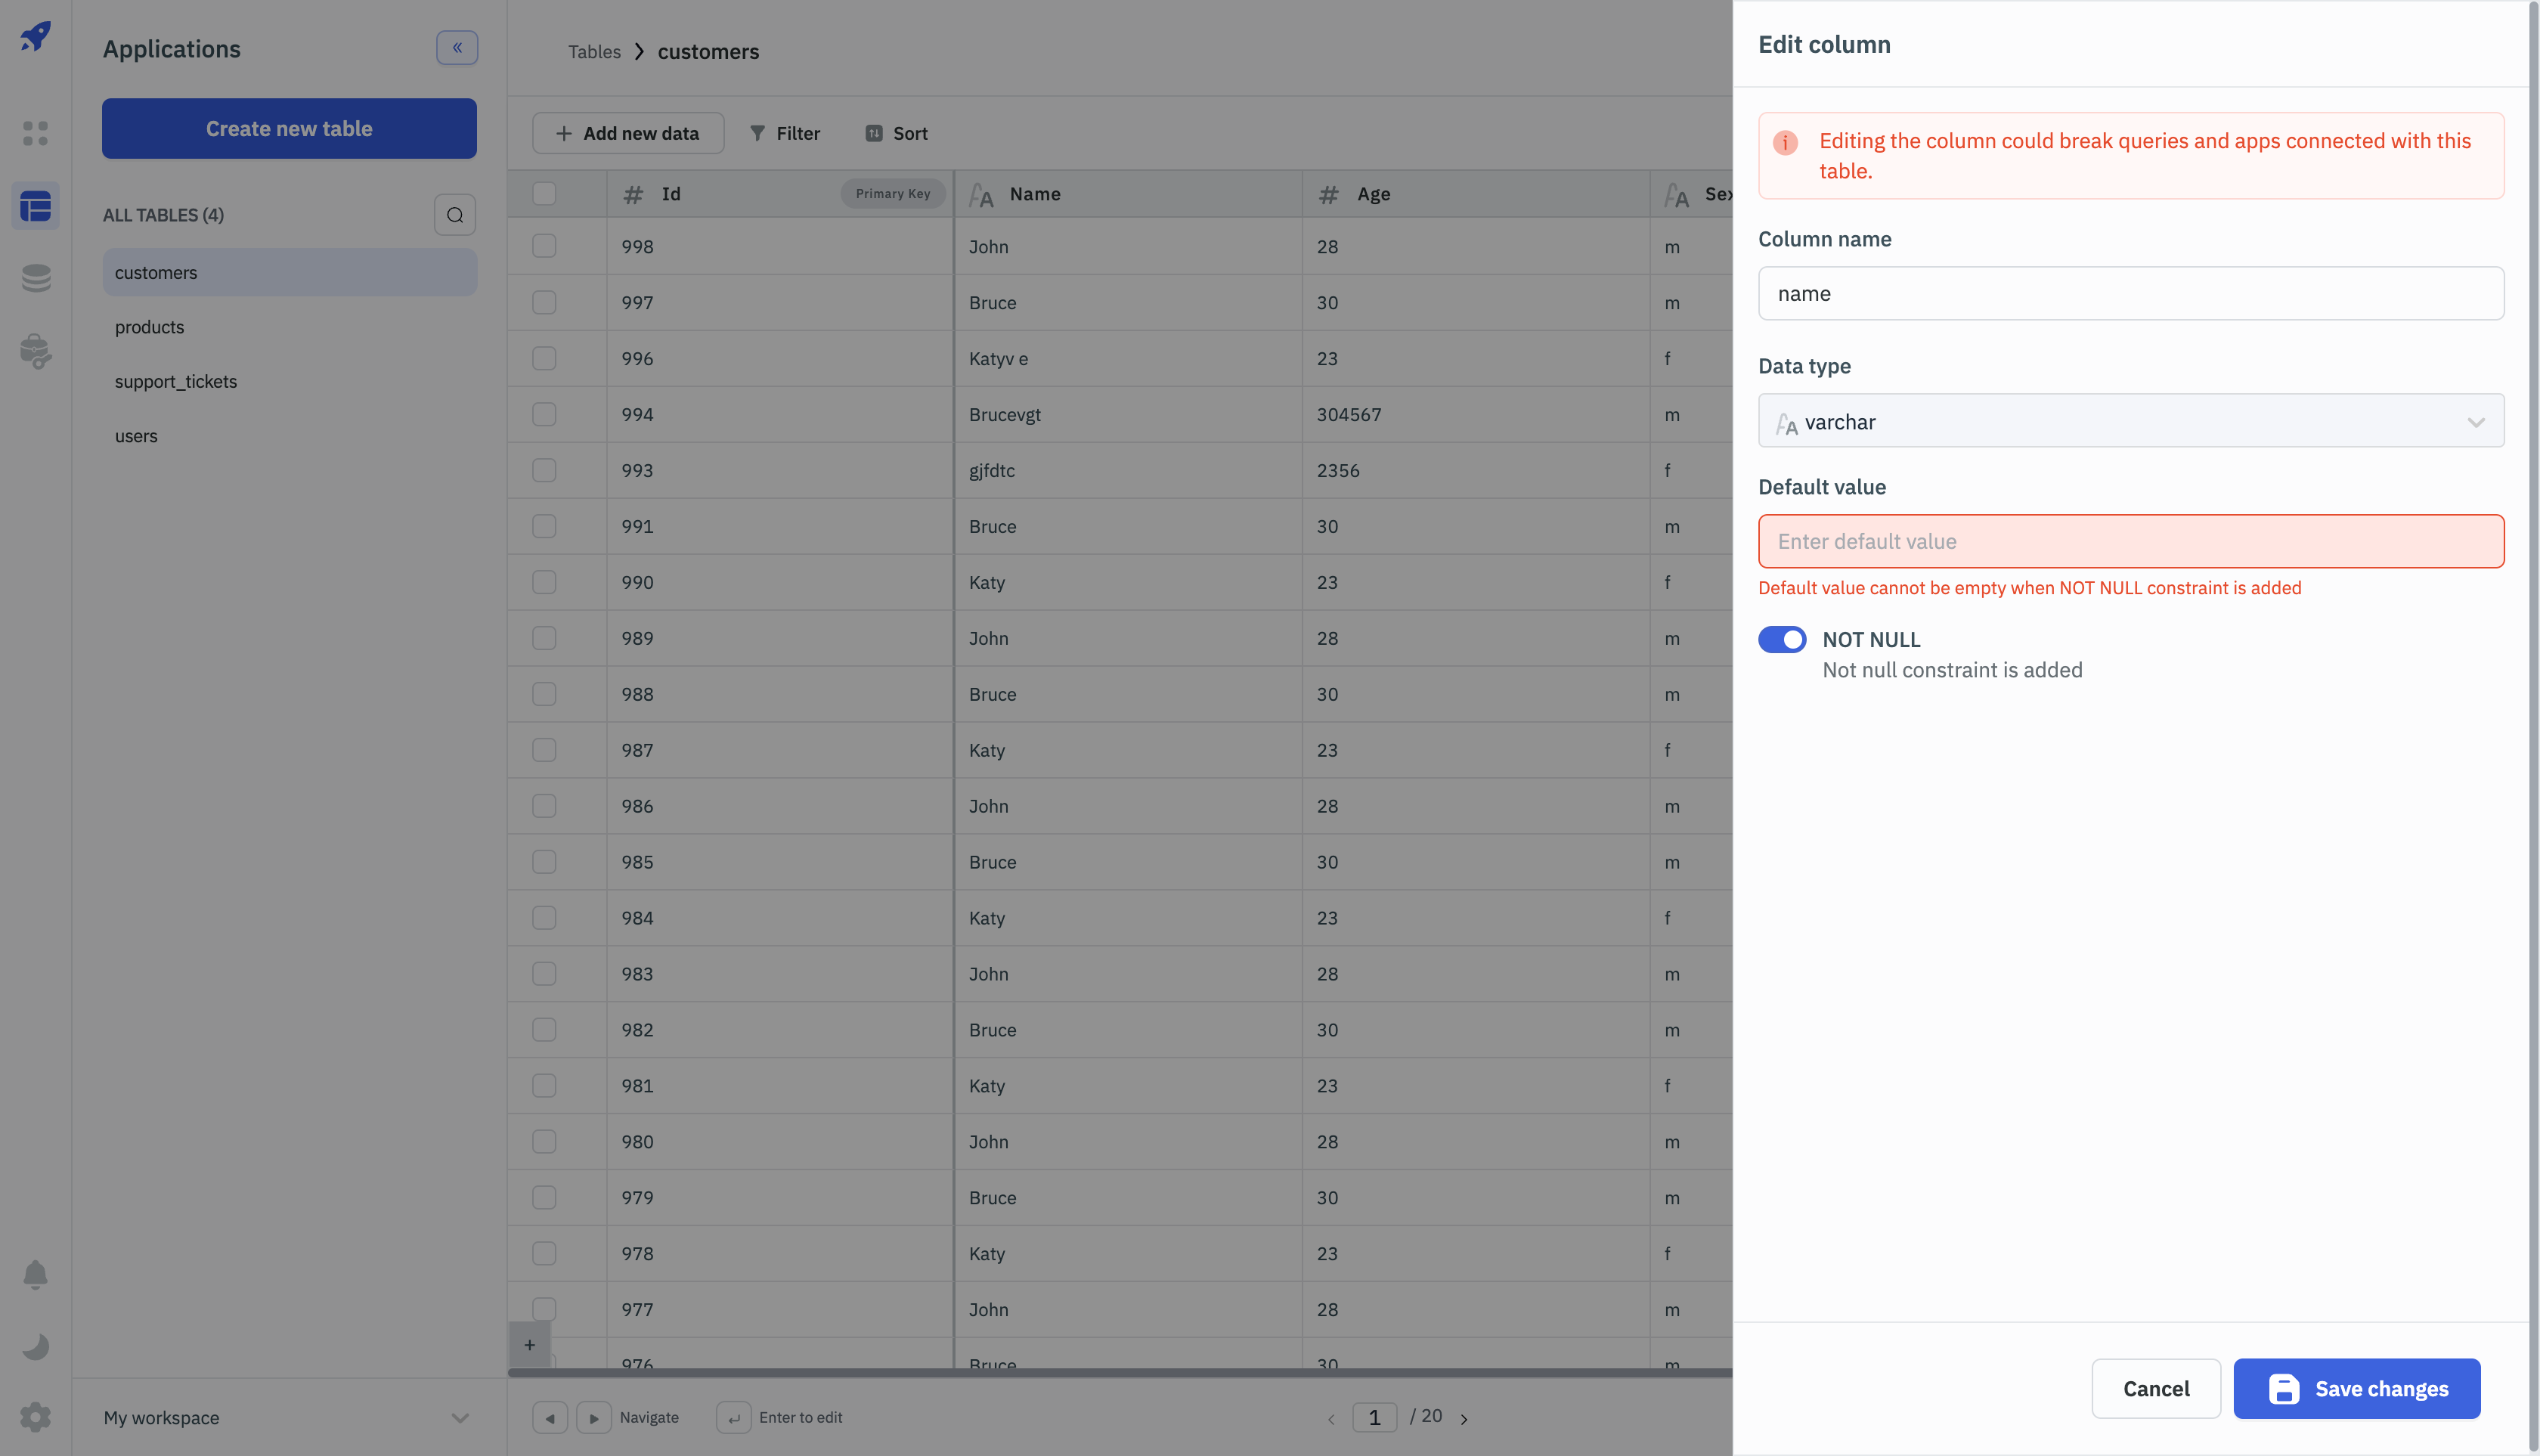 Applications
«
Create new table
ALL TABLES (4)
customers
products
support_tickets
users
My workspace
Tables > customers
+ Add new data Filter Sort
# Id Primary Key Name # Age Sex
998 John 28 m
997 Bruce 30 m
996 Katyv e 23 f
994 Brucevgt 304567 m
993 gjfdtc 2356 f
991 Bruce 30 m
990 Katy 23 f
989 John 28 m
988 Bruce 30 m
987 Katy 23 f
986 John 28 m
985 Bruce 30 m
984 Katy 23 f
983 John 28 m
982 Bruce 30 m
981 Katy 23 f
980 John 28 m
979 Bruce 30 m
978 Katy 23 f
977 John 28 m
976 Bruce 30 m
+
Navigate Enter to edit < 1 / 20 >
Edit column
Editing the column could break queries and apps connected with this
table.
Column name
name
Data type
varchar
Default value
Enter default value
Default value cannot be empty when NOT NULL constraint is added
NOT NULL
Not null constraint is added
Cancel Save changes